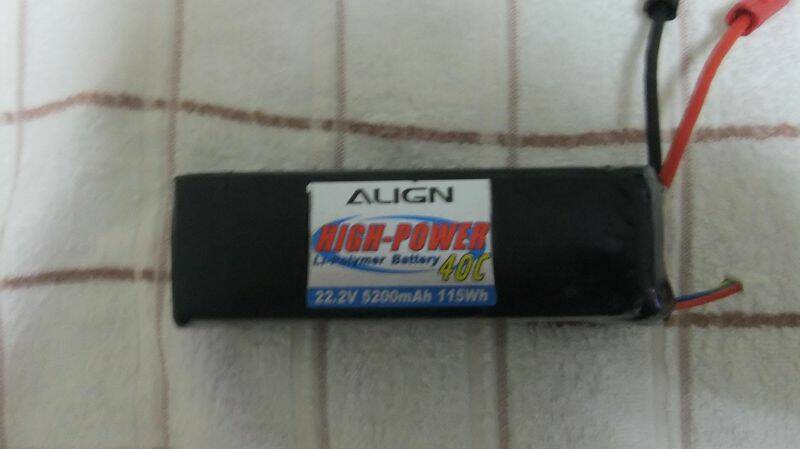 ALIGN
HIGH-POWER
Li-Polymer Battery 40C
22.2V 5200mAh 115Wh